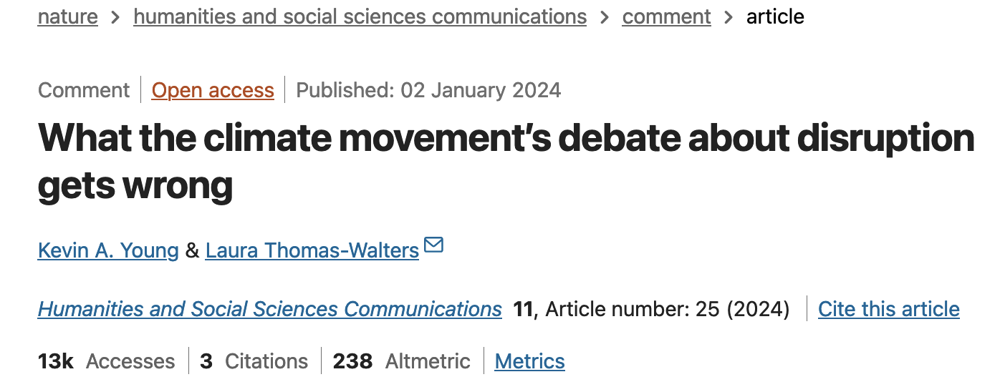 nature > humanities and social sciences communications > comment > article
Comment | Open access | Published: 02 January 2024
What the climate movement’s debate about disruption
gets wrong
Kevin A. Young & Laura Thomas-Walters
Humanities and Social Sciences Communications 11, Article number: 25 (2024) | Cite this article
13k Accesses | 3 Citations | 238 Altmetric | Metrics